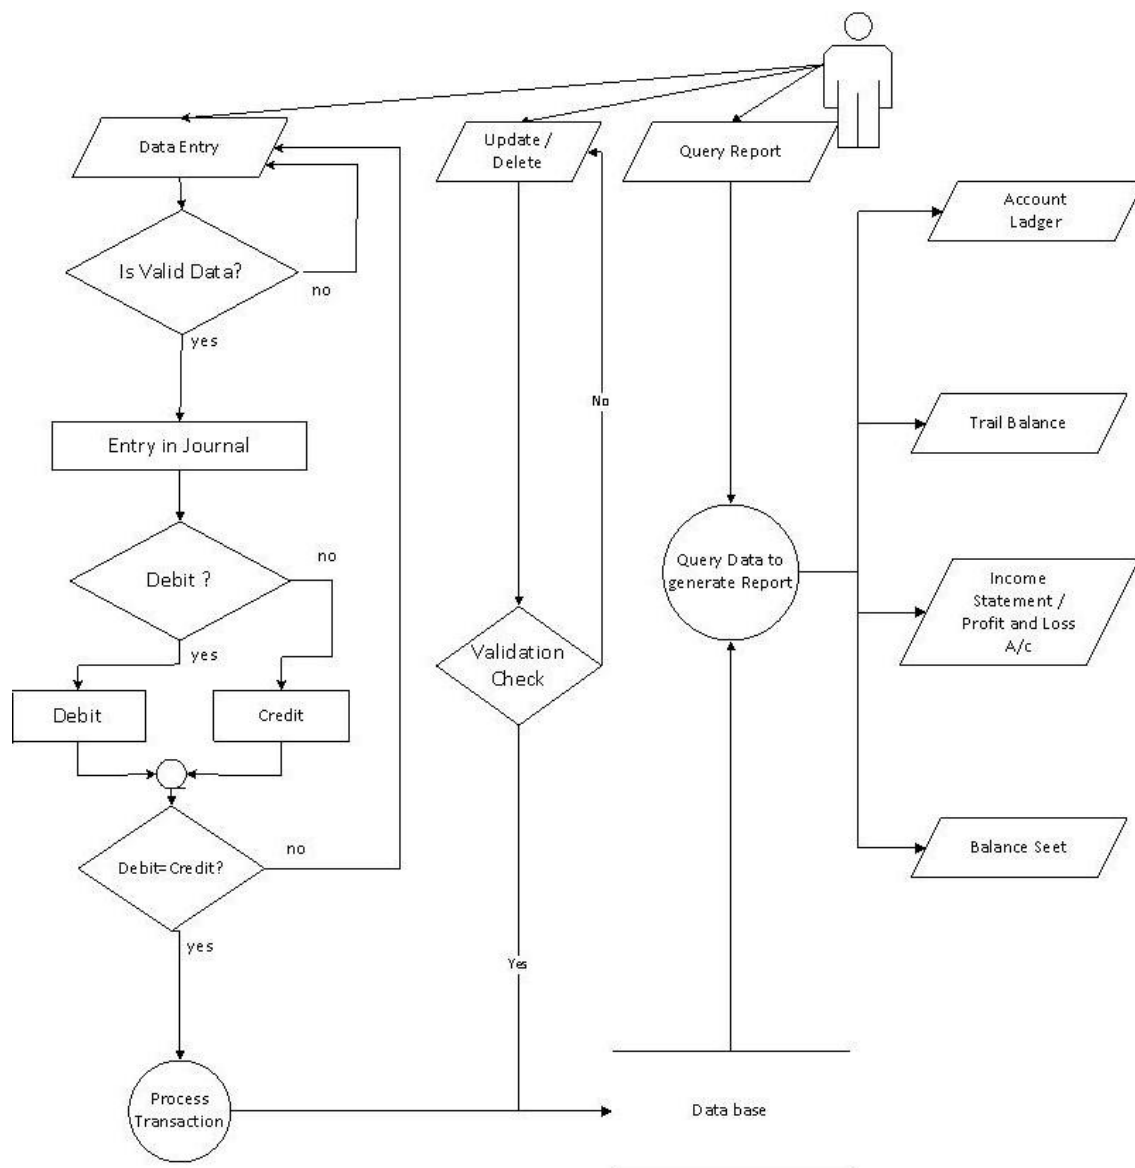 Data Entry
Update /
Delete
Query Report
Account
Ladger
Is Valid Data?
no
yes
No
Trail Balance
Entry in Journal
no
Debit ?
Query Data to
generate Report
Income
Statement /
Profit and Loss
A/c
yes
Validation
Check
Debit
Credit
no
Debit=Credit?
Balance Seet
yes
Yes
Process
Transaction
Data base